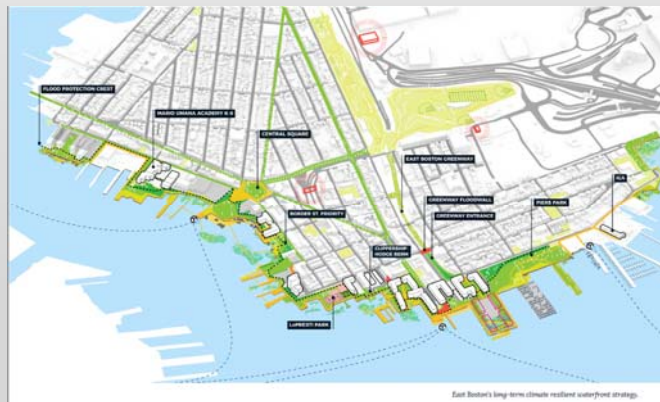 FLOOD PROTECTION CREST
MARIO UMANA ACADEMY K-8
CENTRAL SQUARE
EAST BOSTON GREENWAY
GREENWAY FLOODWALL
GREENWAY ENTRANCE
PIERS PARK
ICA
BORDER ST. PRIORITY
CLIPPERSHIP
HODGE BERM
LoPRESTI PARK
East Boston's long-term climate resilient waterfront strategy.